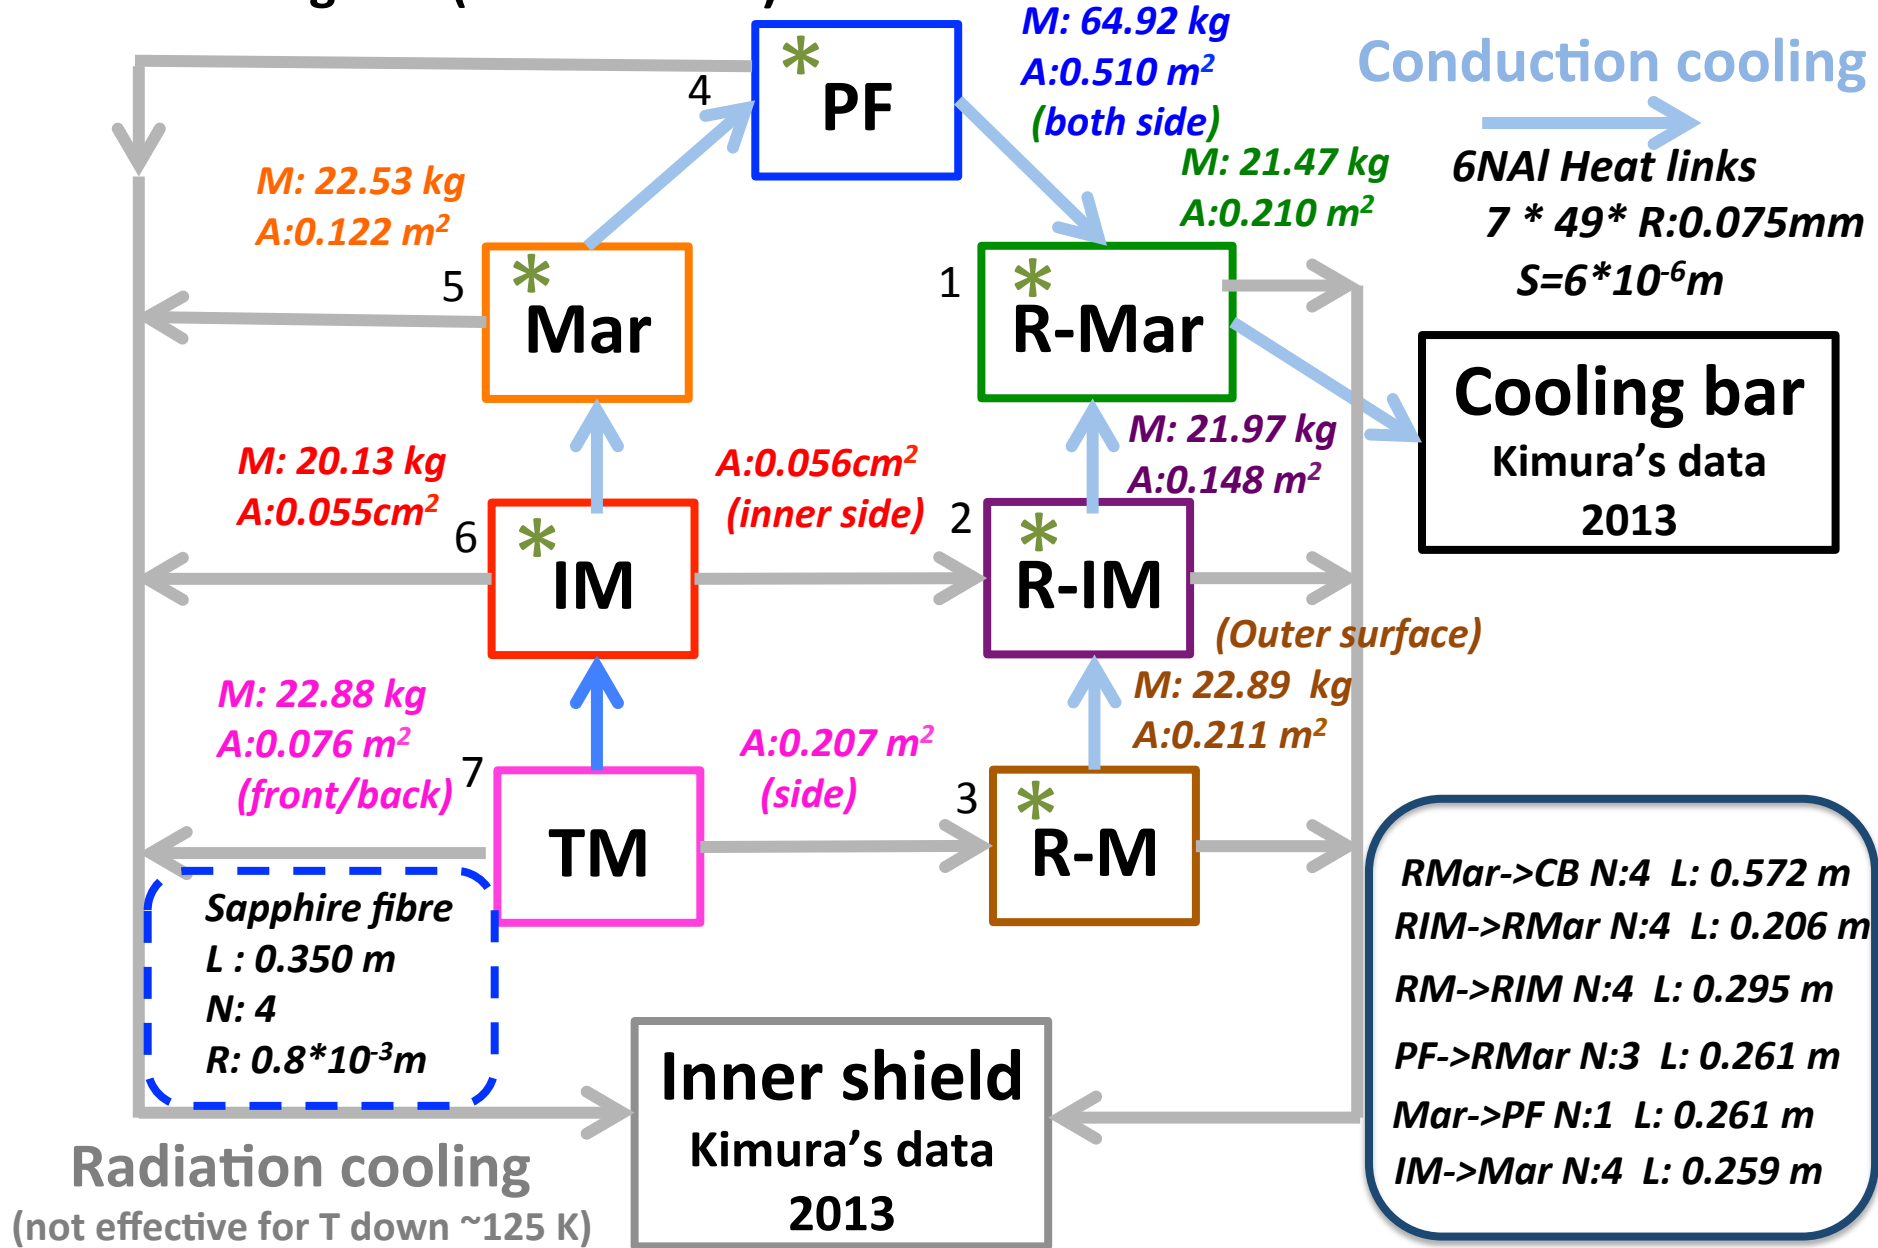 M: 64.92 kg
A:0.510 m²
(both side)
Conduction cooling
* PF
4
6NAl Heat links
7 * 49* R:0.075mm
S=6*10⁻⁶m
M: 22.53 kg
A:0.122 m²
M: 21.47 kg
A:0.210 m²
5
* Mar
1
* R-Mar
Cooling bar
Kimura's data
2013
M: 20.13 kg
A:0.055cm²
A:0.056cm²
(inner side)
M: 21.97 kg
A:0.148 m²
6
* IM
2
* R-IM
(Outer surface)
M: 22.88 kg
A:0.076 m²
(front/back)
A:0.207 m²
(side)
M: 22.89 kg
A:0.211 m²
7
TM
3
* R-M
Sapphire fibre
L : 0.350 m
N: 4
R: 0.8*10⁻³m
RMar->CB N:4 L: 0.572 m
RIM->RMar N:4 L: 0.206 m
RM->RIM N:4 L: 0.295 m
PF->RMar N:3 L: 0.261 m
Mar->PF N:1 L: 0.261 m
IM->Mar N:4 L: 0.259 m
Inner shield
Kimura's data
2013
Radiation cooling
(not effective for T down ~125 K)